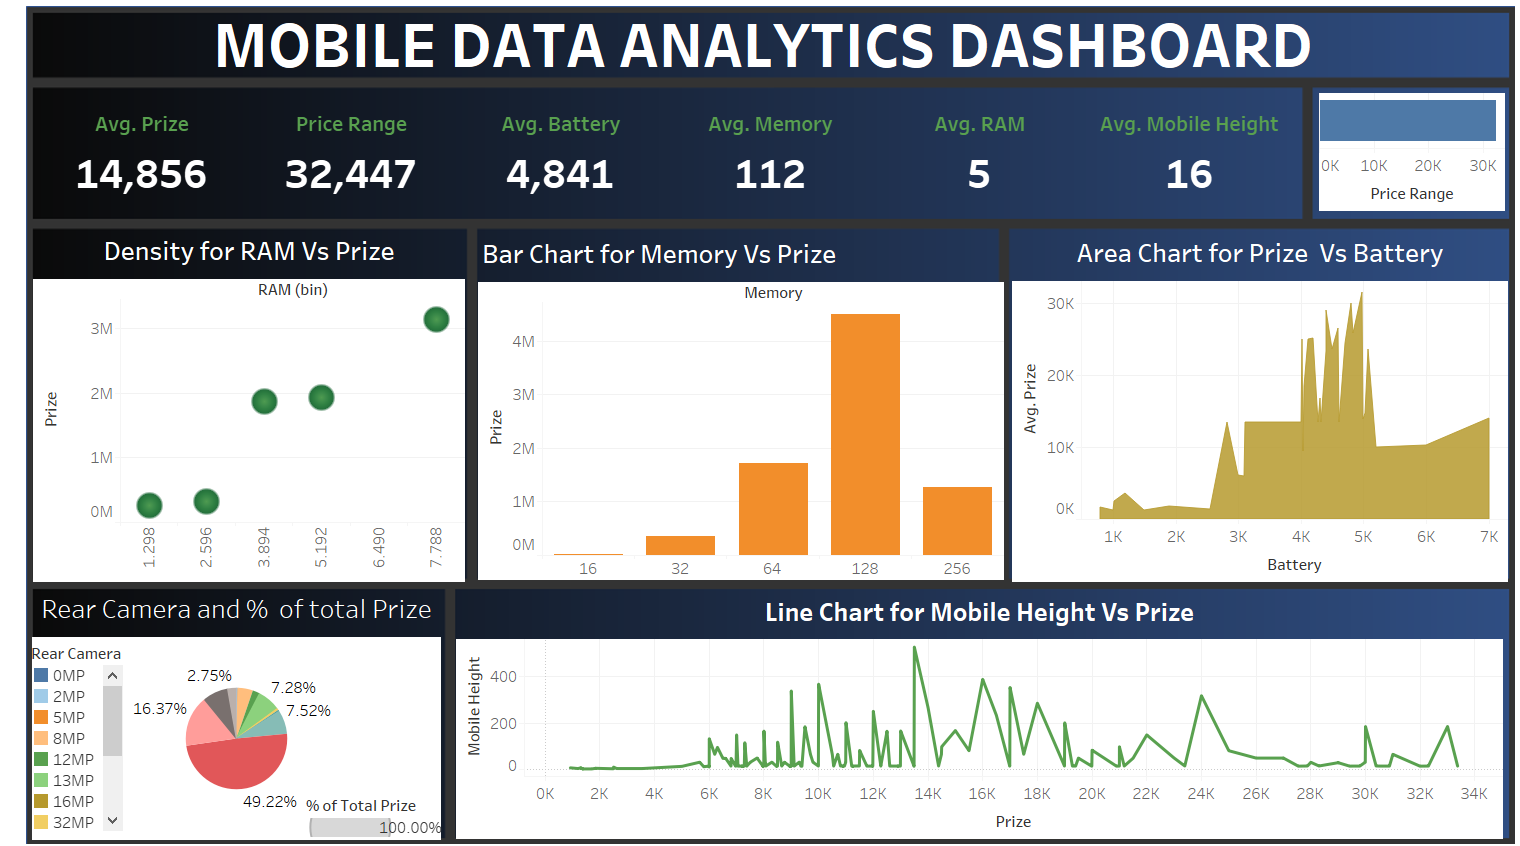 MOBILE DATA ANALYTICS DASHBOARD
Avg. Prize Price Range Avg. Battery Avg. Memory Avg. RAM Avg. Mobile Height
14,856 32,447 4,841 112 5 16
0K 10K 20K 30K
Price Range
Density for RAM Vs Prize
RAM (bin)
3M
2M
1M
0M
Prize
1.298 2.596 3.894 5.192 6.490 7.788
Bar Chart for Memory Vs Prize
Memory
4M
3M
2M
1M
0M
Prize
16 32 64 128 256
Area Chart for Prize Vs Battery
30K
20K
10K
0K
Avg. Prize
1K 2K 3K 4K 5K 6K 7K
Battery
Rear Camera and % of total Prize
Rear Camera
0MP
2MP
5MP
8MP
12MP
13MP
16MP
32MP
2.75%
7.28%
16.37%
7.52%
49.22%
% of Total Prize
100.00%
Line Chart for Mobile Height Vs Prize
400
200
0
Mobile Height
0K 2K 4K 6K 8K 10K 12K 14K 16K 18K 20K 22K 24K 26K 28K 30K 32K 34K
Prize